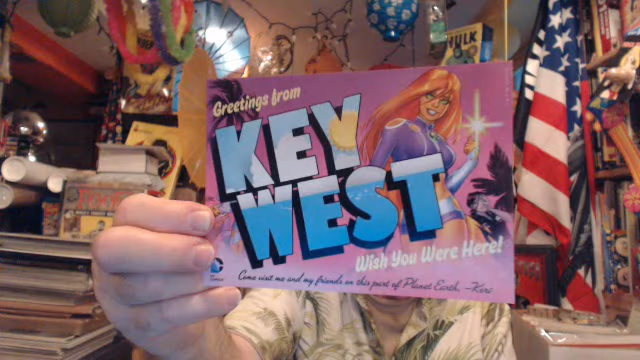 HULK
Greetings from
KEY
WEST
Wish You Were Here!
Come visit me and my friends on this part of Planet Earth. —Kori